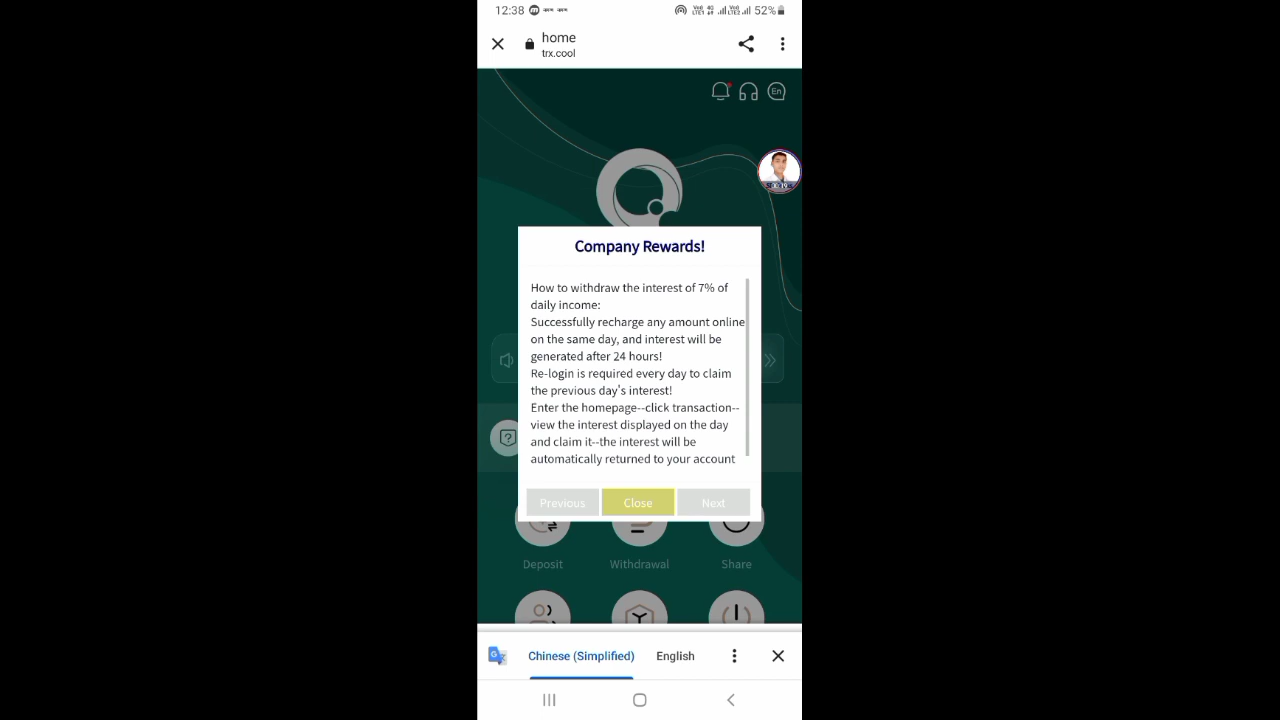 12:38
52%
home
trx.cool
En
Company Rewards!
How to withdraw the interest of 7% of
daily income:
Successfully recharge any amount online
on the same day, and interest will be
generated after 24 hours!
Re-login is required every day to claim
the previous day's interest!
Enter the homepage--click transaction--
view the interest displayed on the day
and claim it--the interest will be
automatically returned to your account
Previous Close Next
Deposit Withdrawal Share
Chinese (Simplified) English